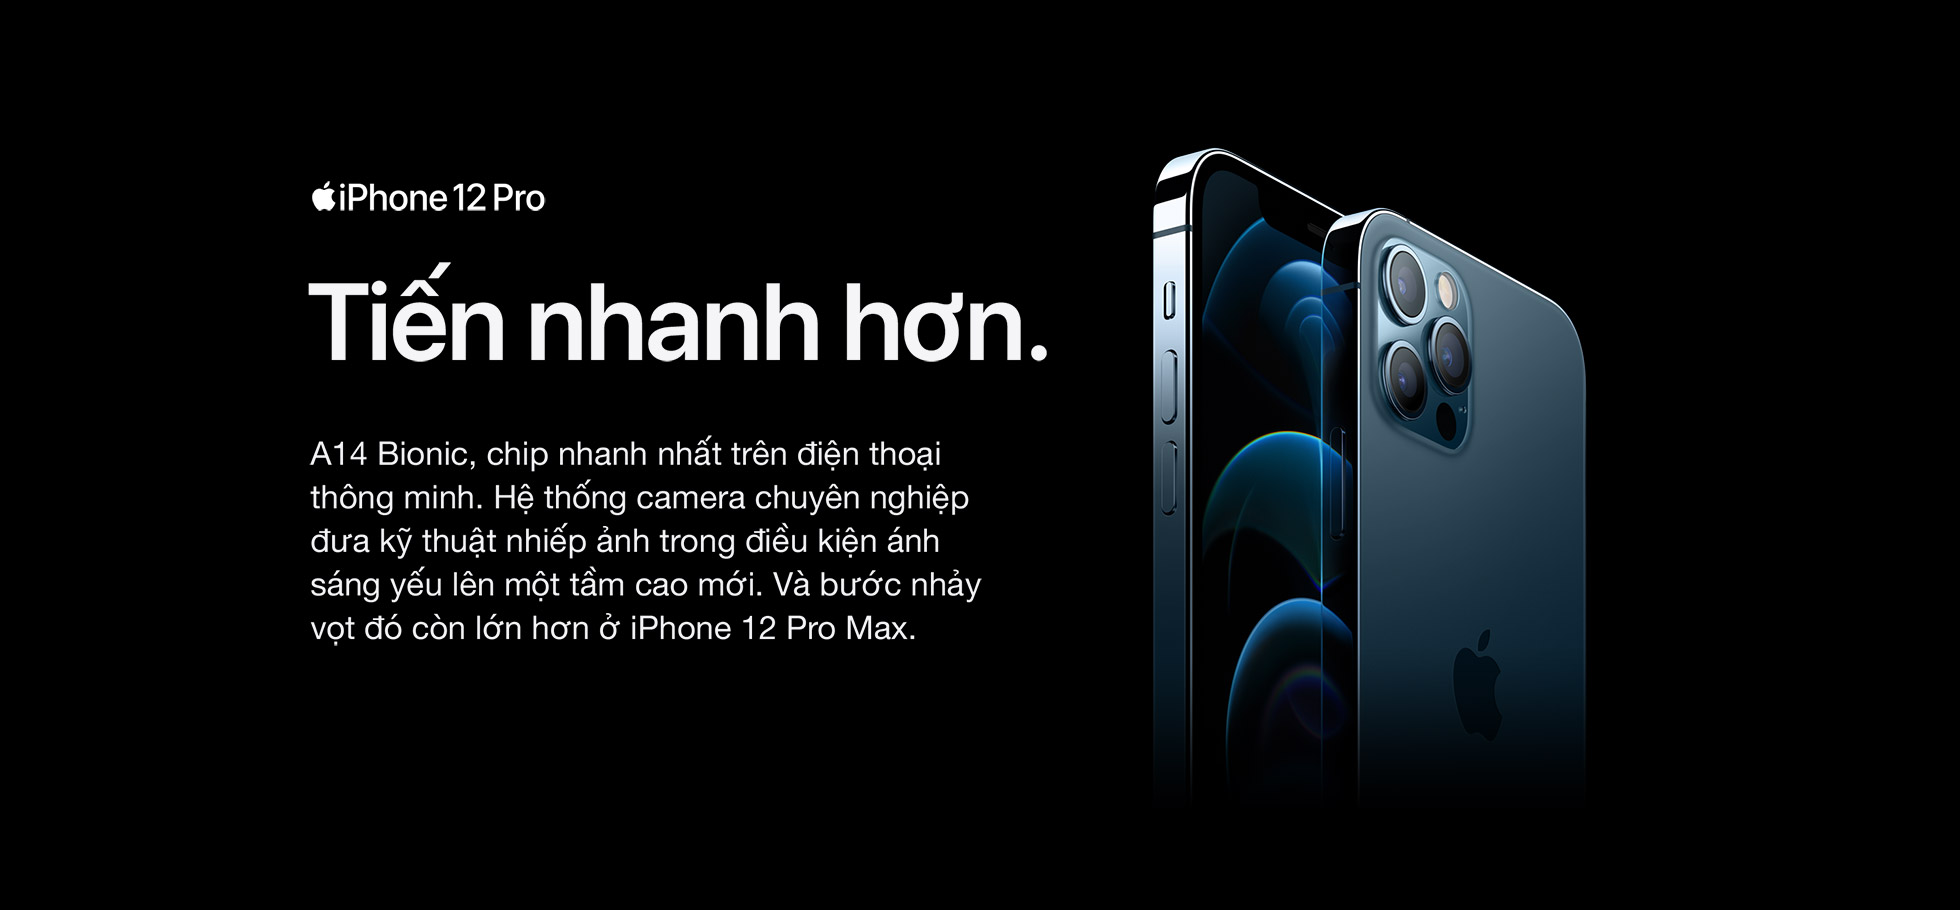 iPhone 12 Pro
Tiến nhanh hơn.
A14 Bionic, chip nhanh nhất trên điện thoại
thông minh. Hệ thống camera chuyên nghiệp
đưa kỹ thuật nhiếp ảnh trong điều kiện ánh
sáng yếu lên một tầm cao mới. Và bước nhảy
vọt đó còn lớn hơn ở iPhone 12 Pro Max.